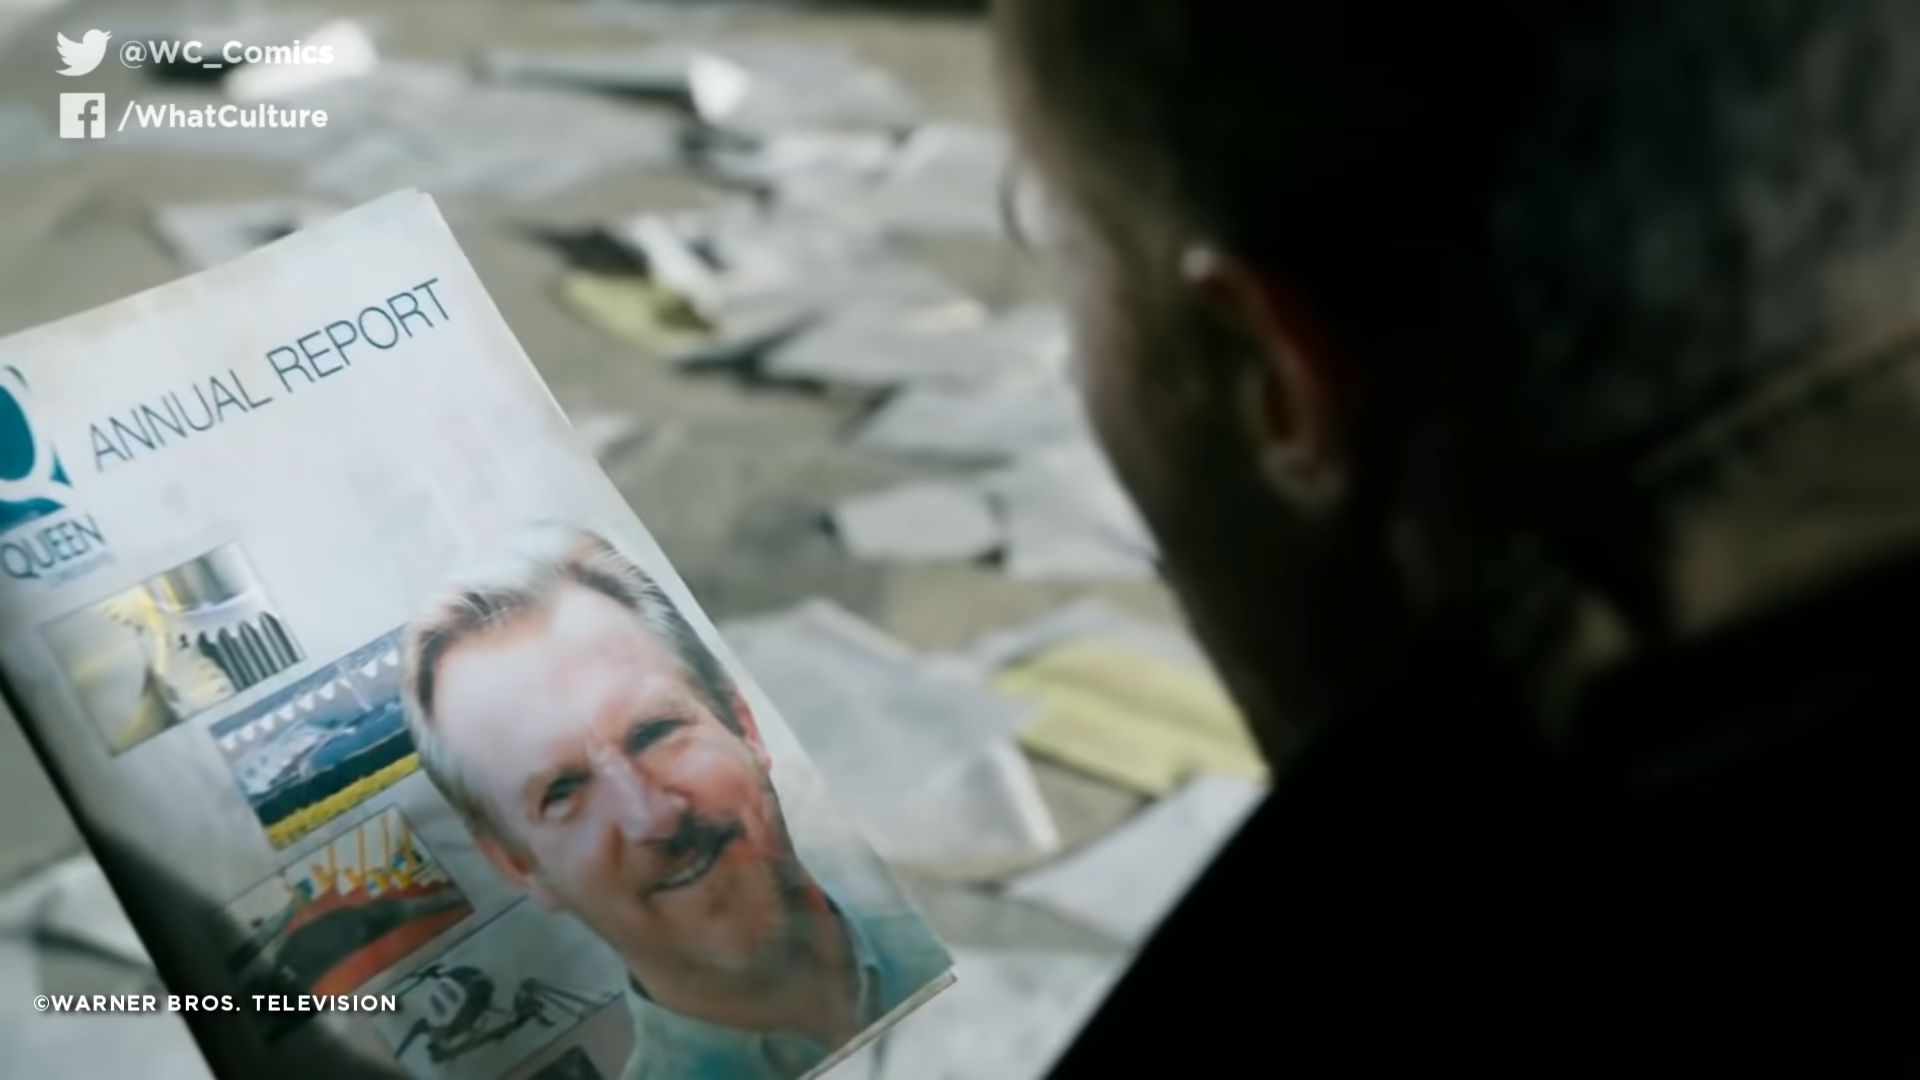 @WC_Comics
/WhatCulture
ANNUAL REPORT
QUEEN
©WARNER BROS. TELEVISION